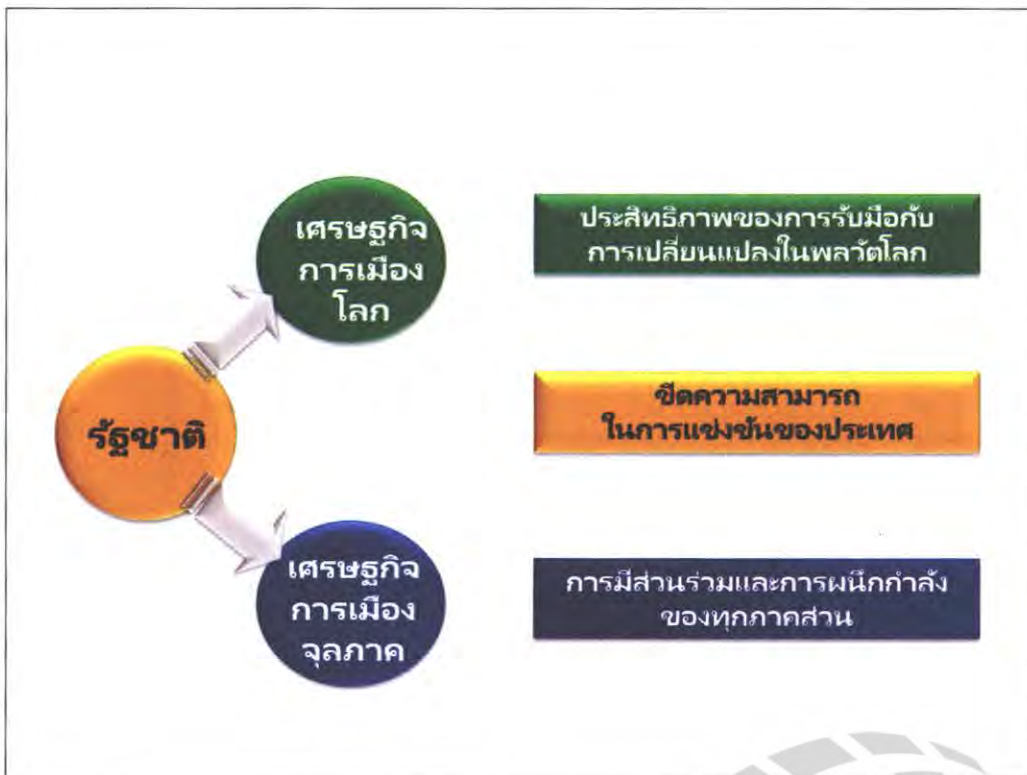 เศรษฐกิจ
การเมือง
โลก
ประสิทธิภาพของการรับมือกับ
การเปลี่ยนแปลงในพลวัตโลก
รัฐชาติ
ขีดความสามารถ
ในการแข่งขันของประเทศ
เศรษฐกิจ
การเมือง
จุลภาค
การมีส่วนร่วมและการผนึกกำลัง
ของทุกภาคส่วน